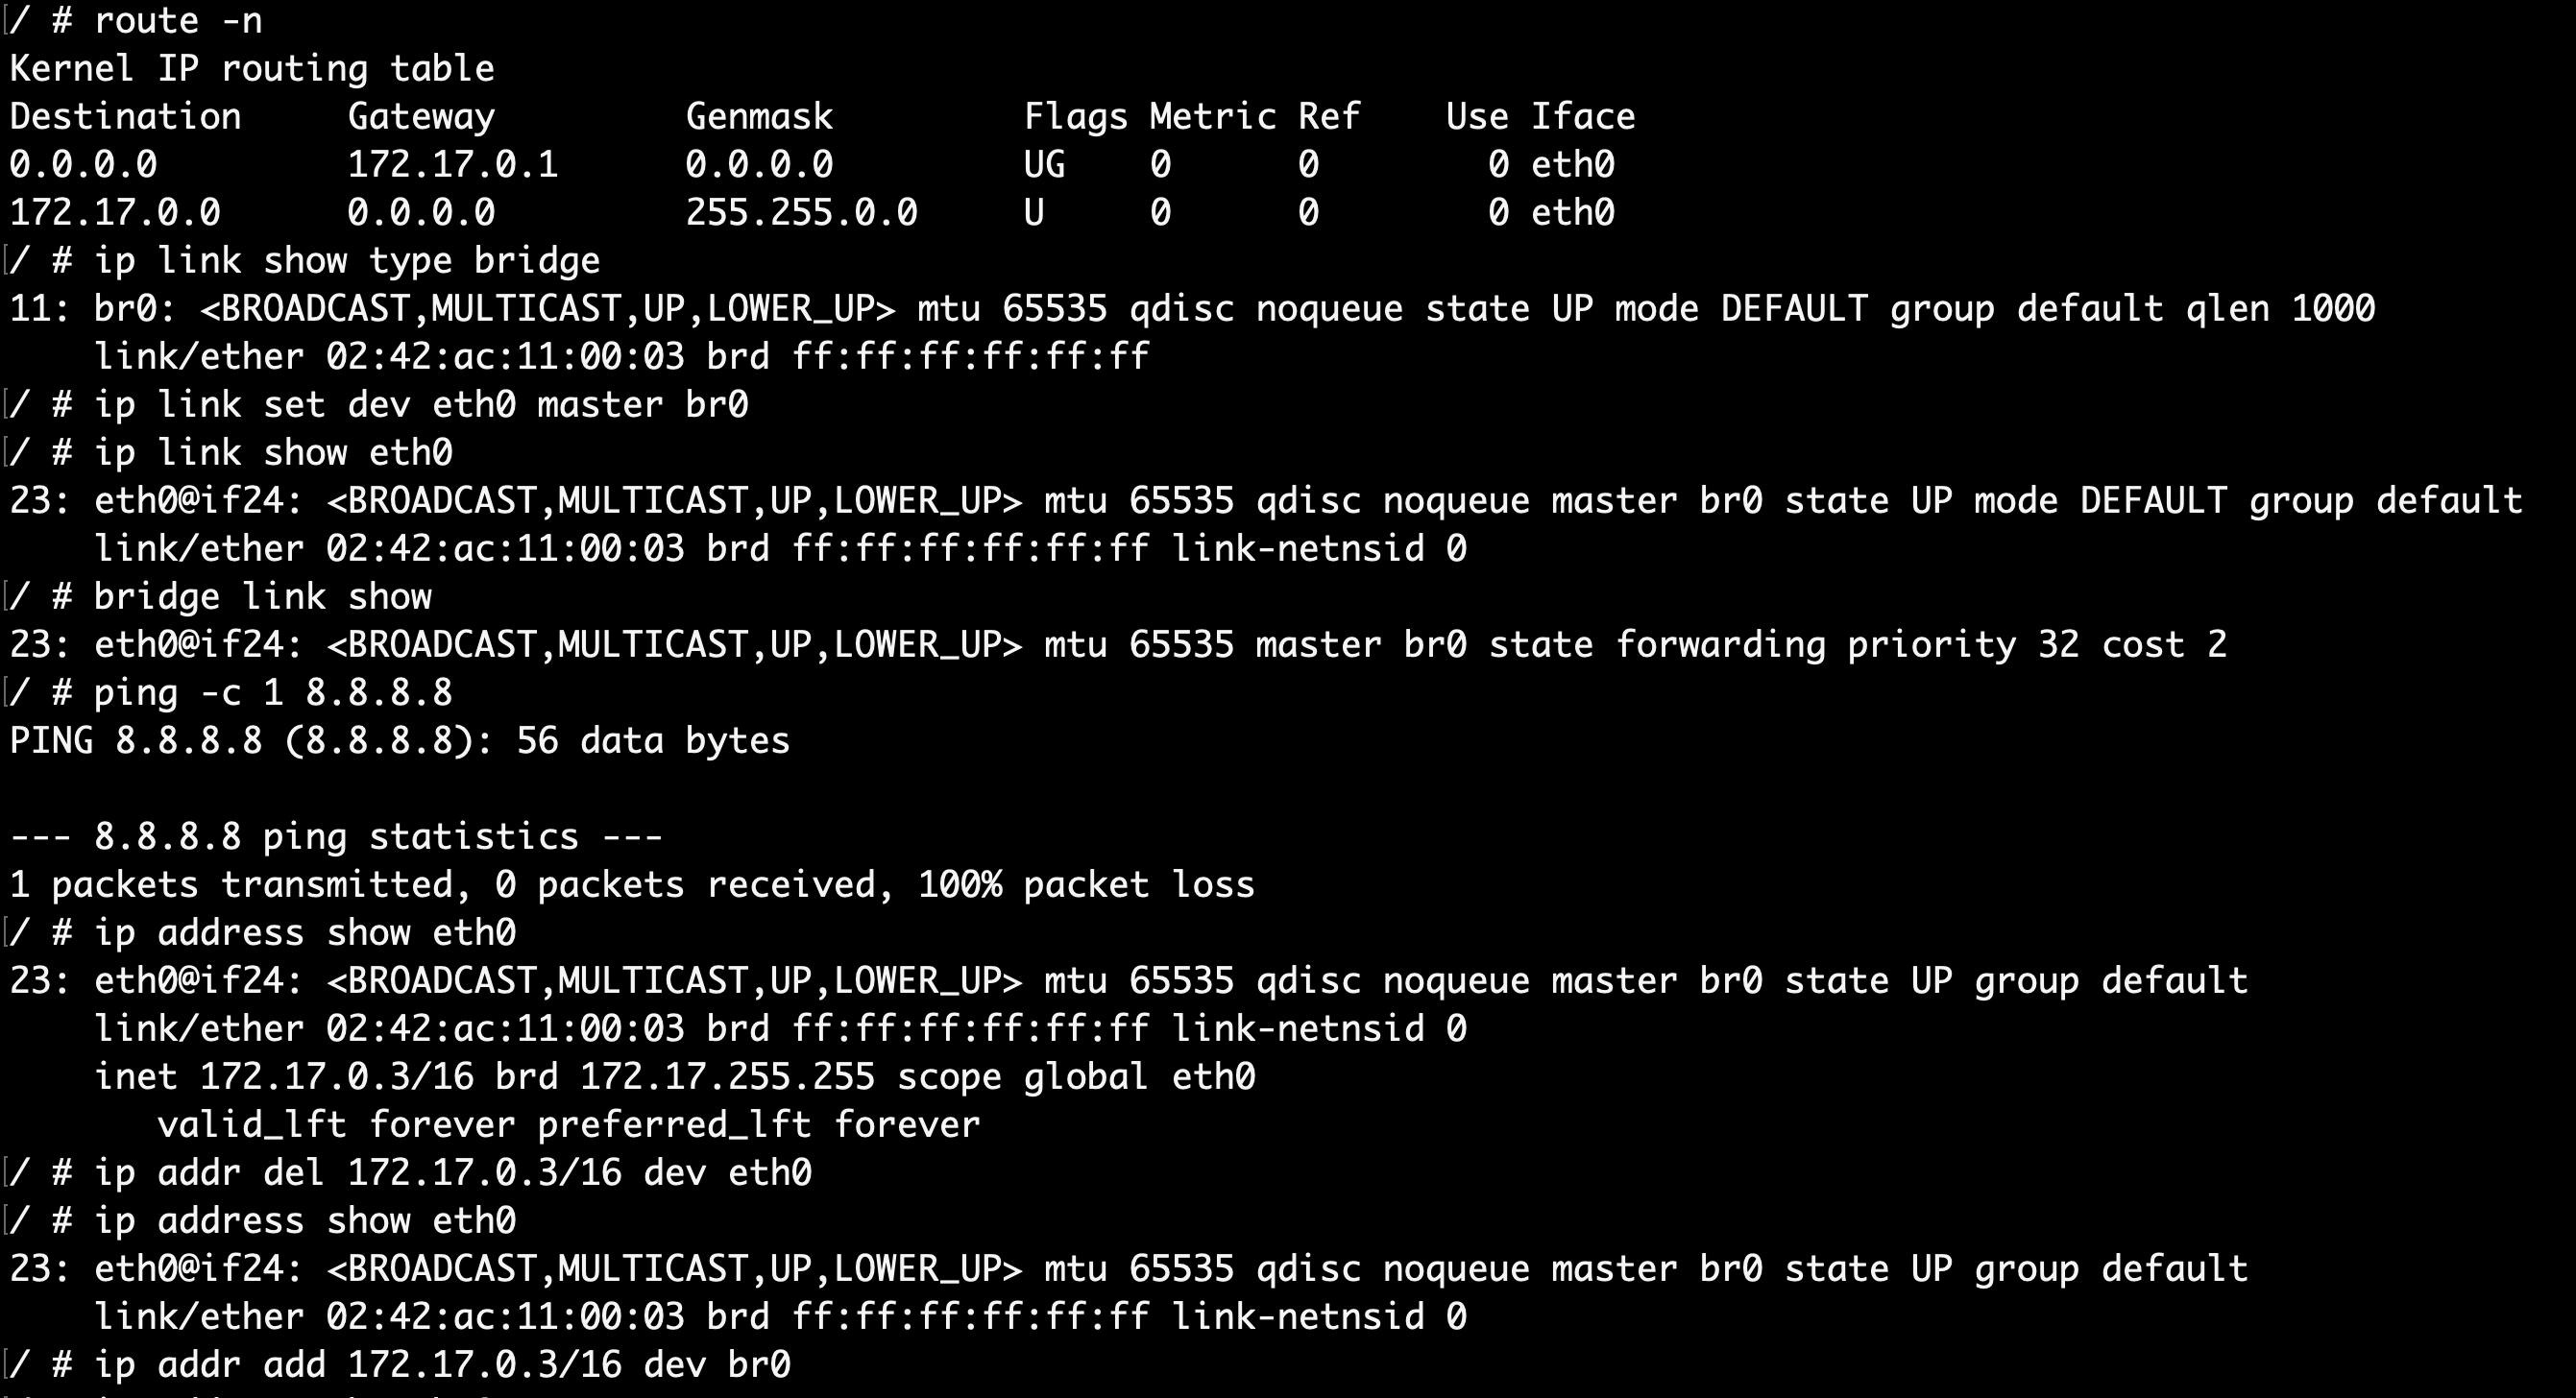 / # route -n
Kernel IP routing table
Destination     Gateway         Genmask         Flags Metric Ref    Use Iface
0.0.0.0         172.17.0.1      0.0.0.0         UG    0      0        0 eth0
172.17.0.0      0.0.0.0         255.255.0.0     U     0      0        0 eth0
/ # ip link show type bridge
11: br0: <BROADCAST,MULTICAST,UP,LOWER_UP> mtu 65535 qdisc noqueue state UP mode DEFAULT group default qlen 1000
    link/ether 02:42:ac:11:00:03 brd ff:ff:ff:ff:ff:ff
/ # ip link set dev eth0 master br0
/ # ip link show eth0
23: eth0@if24: <BROADCAST,MULTICAST,UP,LOWER_UP> mtu 65535 qdisc noqueue master br0 state UP mode DEFAULT group default
    link/ether 02:42:ac:11:00:03 brd ff:ff:ff:ff:ff:ff link-netnsid 0
/ # bridge link show
23: eth0@if24: <BROADCAST,MULTICAST,UP,LOWER_UP> mtu 65535 master br0 state forwarding priority 32 cost 2
/ # ping -c 1 8.8.8.8
PING 8.8.8.8 (8.8.8.8): 56 data bytes

--- 8.8.8.8 ping statistics ---
1 packets transmitted, 0 packets received, 100% packet loss
/ # ip address show eth0
23: eth0@if24: <BROADCAST,MULTICAST,UP,LOWER_UP> mtu 65535 qdisc noqueue master br0 state UP group default
    link/ether 02:42:ac:11:00:03 brd ff:ff:ff:ff:ff:ff link-netnsid 0
    inet 172.17.0.3/16 brd 172.17.255.255 scope global eth0
       valid_lft forever preferred_lft forever
/ # ip addr del 172.17.0.3/16 dev eth0
/ # ip address show eth0
23: eth0@if24: <BROADCAST,MULTICAST,UP,LOWER_UP> mtu 65535 qdisc noqueue master br0 state UP group default
    link/ether 02:42:ac:11:00:03 brd ff:ff:ff:ff:ff:ff link-netnsid 0
/ # ip addr add 172.17.0.3/16 dev br0